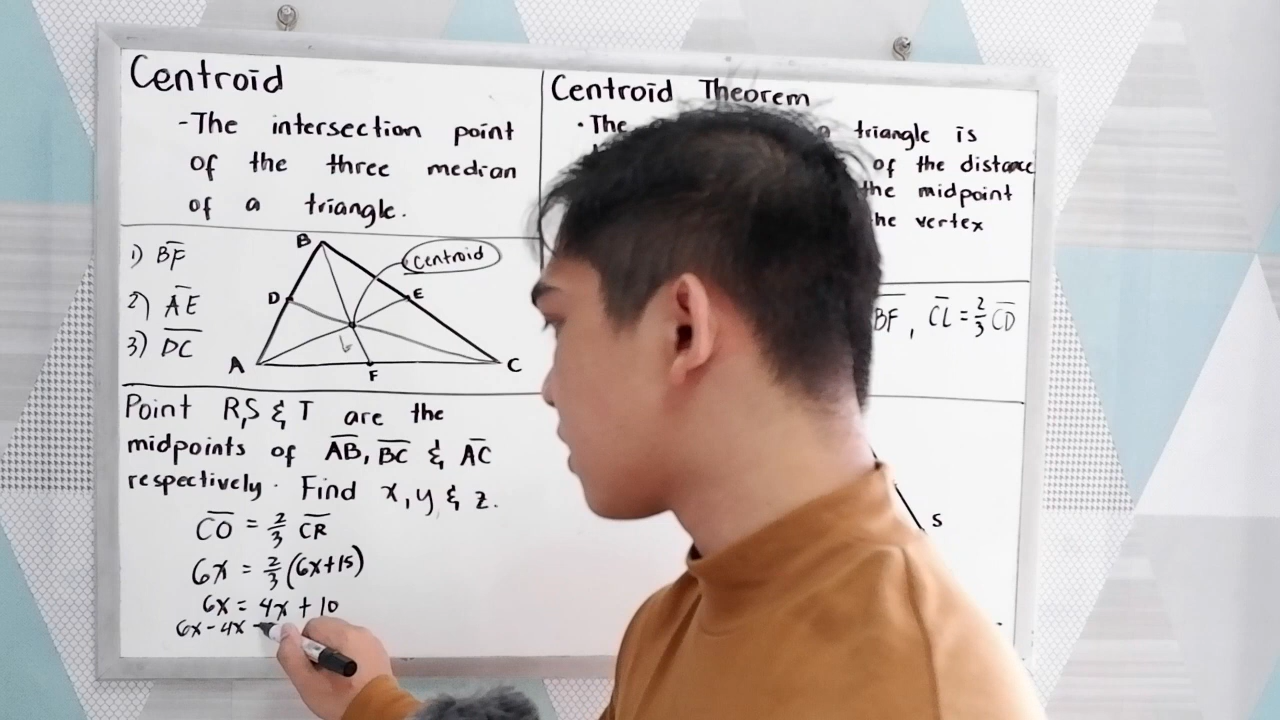 Centroid
-The intersection point
of the three median
of a triangle.
Centroid Theorem
• The triangle is
of the distance
the midpoint
the vertex
1) BF
2) AE
3) DC
B
Centroid
D
E
A
F
C
BF, CL = 2/3 CD
Point R,S & T are the
midpoints of AB, BC & AC
respectively. Find x, y & z.
CO = 2/3 CR
6x = 2/3 (6x+15)
6x = 4x + 10
6x - 4x
S